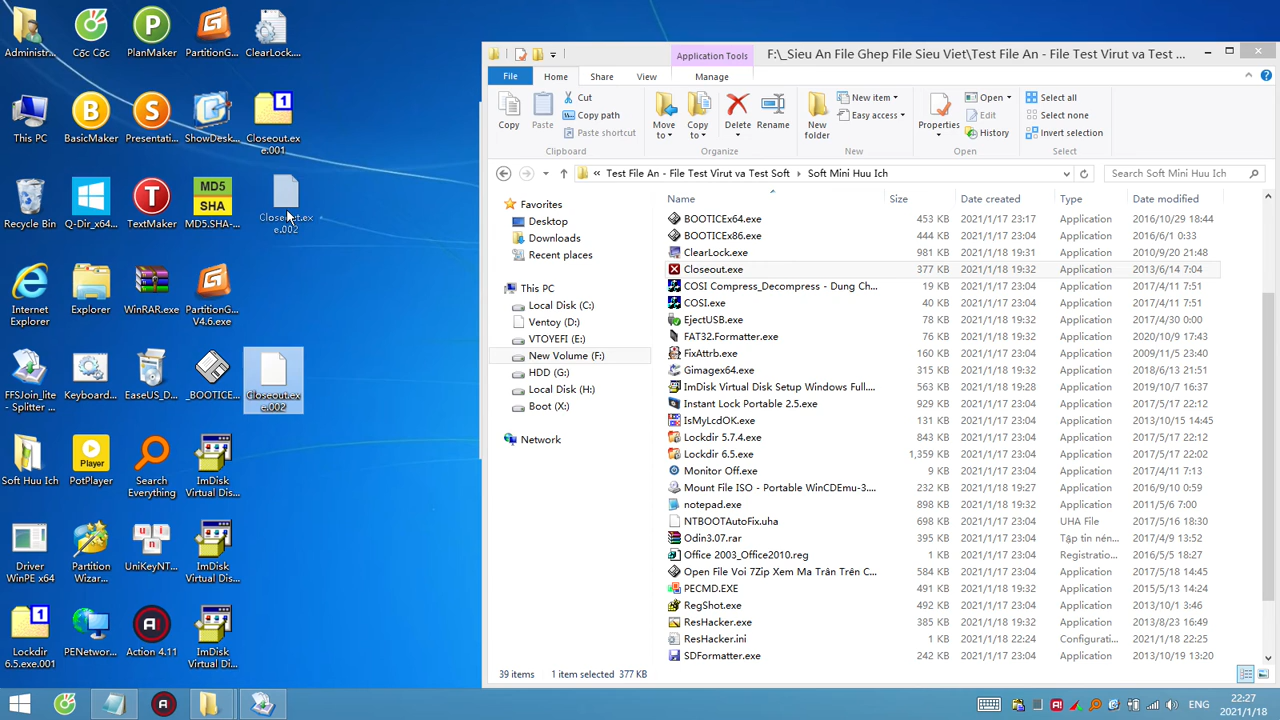 Administr...
Cốc Cốc
PlanMaker
PartitionG...
ClearLock....
This PC
BasicMaker
Presentati...
ShowDesk...
Closeout.ex
e.001
Recycle Bin
Q-Dir_x64...
TextMaker
MD5
SHA
MD5.SHA-...
Closeout.ex
e.002
Internet
Explorer
Explorer
WinRAR.exe
PartitionG...
V4.6.exe
FFSJoin_lite
- Splitter ...
Keyboard...
EaseUS_D...
_BOOTICE...
Closeout.ex
e.002
Soft Huu Ich
Player
PotPlayer
Search
Everything
ImDisk
Virtual Dis...
Driver
WinPE x64
Partition
Wizar...
UniKeyNT...
ImDisk
Virtual Dis...
Lockdir
6.5.exe.001
PENetwor...
Action 4.11
ImDisk
Virtual Di...
Application Tools
F:\_Sieu An File Ghep File Sieu Viet\Test File An - File Test Virut va Test ...
File
Home
Share
View
Manage
Copy
Paste
Cut
Copy path
Paste shortcut
Move
to
Copy
to
Delete
Rename
New
folder
New item
Easy access
Properties
Open
Edit
History
Select all
Select none
Invert selection
Clipboard
Organize
New
Open
Select
« Test File An - File Test Virut va Test Soft › Soft Mini Huu Ich
Search Soft Mini Huu Ich
Favorites
Desktop
Downloads
Recent places
This PC
Local Disk (C:)
Ventoy (D:)
VTOYEFI (E:)
New Volume (F:)
HDD (G:)
Local Disk (H:)
Boot (X:)
Network
Name Size Date created Type Date modified
BOOTICEx64.exe 453 KB 2021/1/17 23:17 Application 2016/10/29 18:44
BOOTICEx86.exe 444 KB 2021/1/17 23:04 Application 2016/6/1 0:33
ClearLock.exe 981 KB 2021/1/18 19:31 Application 2010/9/20 21:48
Closeout.exe 377 KB 2021/1/18 19:32 Application 2013/6/14 7:04
COSI Compress_Decompress - Dung Ch... 19 KB 2021/1/17 23:04 Application 2017/4/11 7:51
COSI.exe 40 KB 2021/1/17 23:04 Application 2017/4/11 7:51
EjectUSB.exe 78 KB 2021/1/17 23:04 Application 2017/4/30 0:00
FAT32.Formatter.exe 76 KB 2021/1/17 23:04 Application 2020/10/9 17:43
FixAttrb.exe 160 KB 2021/1/17 23:04 Application 2009/11/5 23:40
Gimagex64.exe 412 KB 2021/1/17 23:04 Application 2018/6/13 21:51
ImDisk Virtual Disk Setup Windows Full.... 563 KB 2021/1/18 19:28 Application 2019/10/7 16:37
Instant Lock Portable 2.5.exe 404 KB 2021/1/17 23:04 Application 2017/5/17 22:12
IsMyLcdOK.exe 131 KB 2021/1/17 23:04 Application 2015/10/15 14:45
Lockdir 5.7.4.exe 843 KB 2021/1/17 23:04 Application 2017/5/17 22:12
Lockdir 6.5.exe 1,359 KB 2021/1/17 23:04 Application 2017/5/17 22:02
Monitor Off.exe 9 KB 2021/1/17 23:04 Application 2017/4/11 7:13
Mount File ISO - Portable WinCDEmu-3.... 232 KB 2021/1/18 19:27 Application 2016/9/10 0:59
notepad.exe 898 KB 2021/1/17 23:04 Application 2011/5/6 7:00
NTBOOTAutoFix.uha 698 KB 2021/1/17 23:04 UHA File 2017/5/16 18:30
Odin3.07.rar 395 KB 2021/1/17 23:04 Tập tin nén... 2017/4/9 13:52
Office 2003_Office2010.reg 1 KB 2021/1/17 23:04 Registratio... 2016/5/5 18:27
Open File Voi 7Zip Xem Ma Trân Trên C... 60 KB 2021/1/17 23:04 Application 2017/5/18 14:45
PECMD.EXE 491 KB 2021/1/18 19:32 Application 2015/5/13 14:24
RegShot.exe 492 KB 2021/1/17 23:04 Application 2013/10/1 3:46
ResHacker.exe 385 KB 2021/1/17 23:04 Application 2013/8/23 16:49
ResHacker.ini 1 KB 2021/1/18 22:24 Configurati... 2021/1/18 22:25
SDFormatter.exe 242 KB 2021/1/17 23:04 Application 2013/10/19 13:20
39 items 1 item selected 377 KB
ENG
22:27
2021/1/18